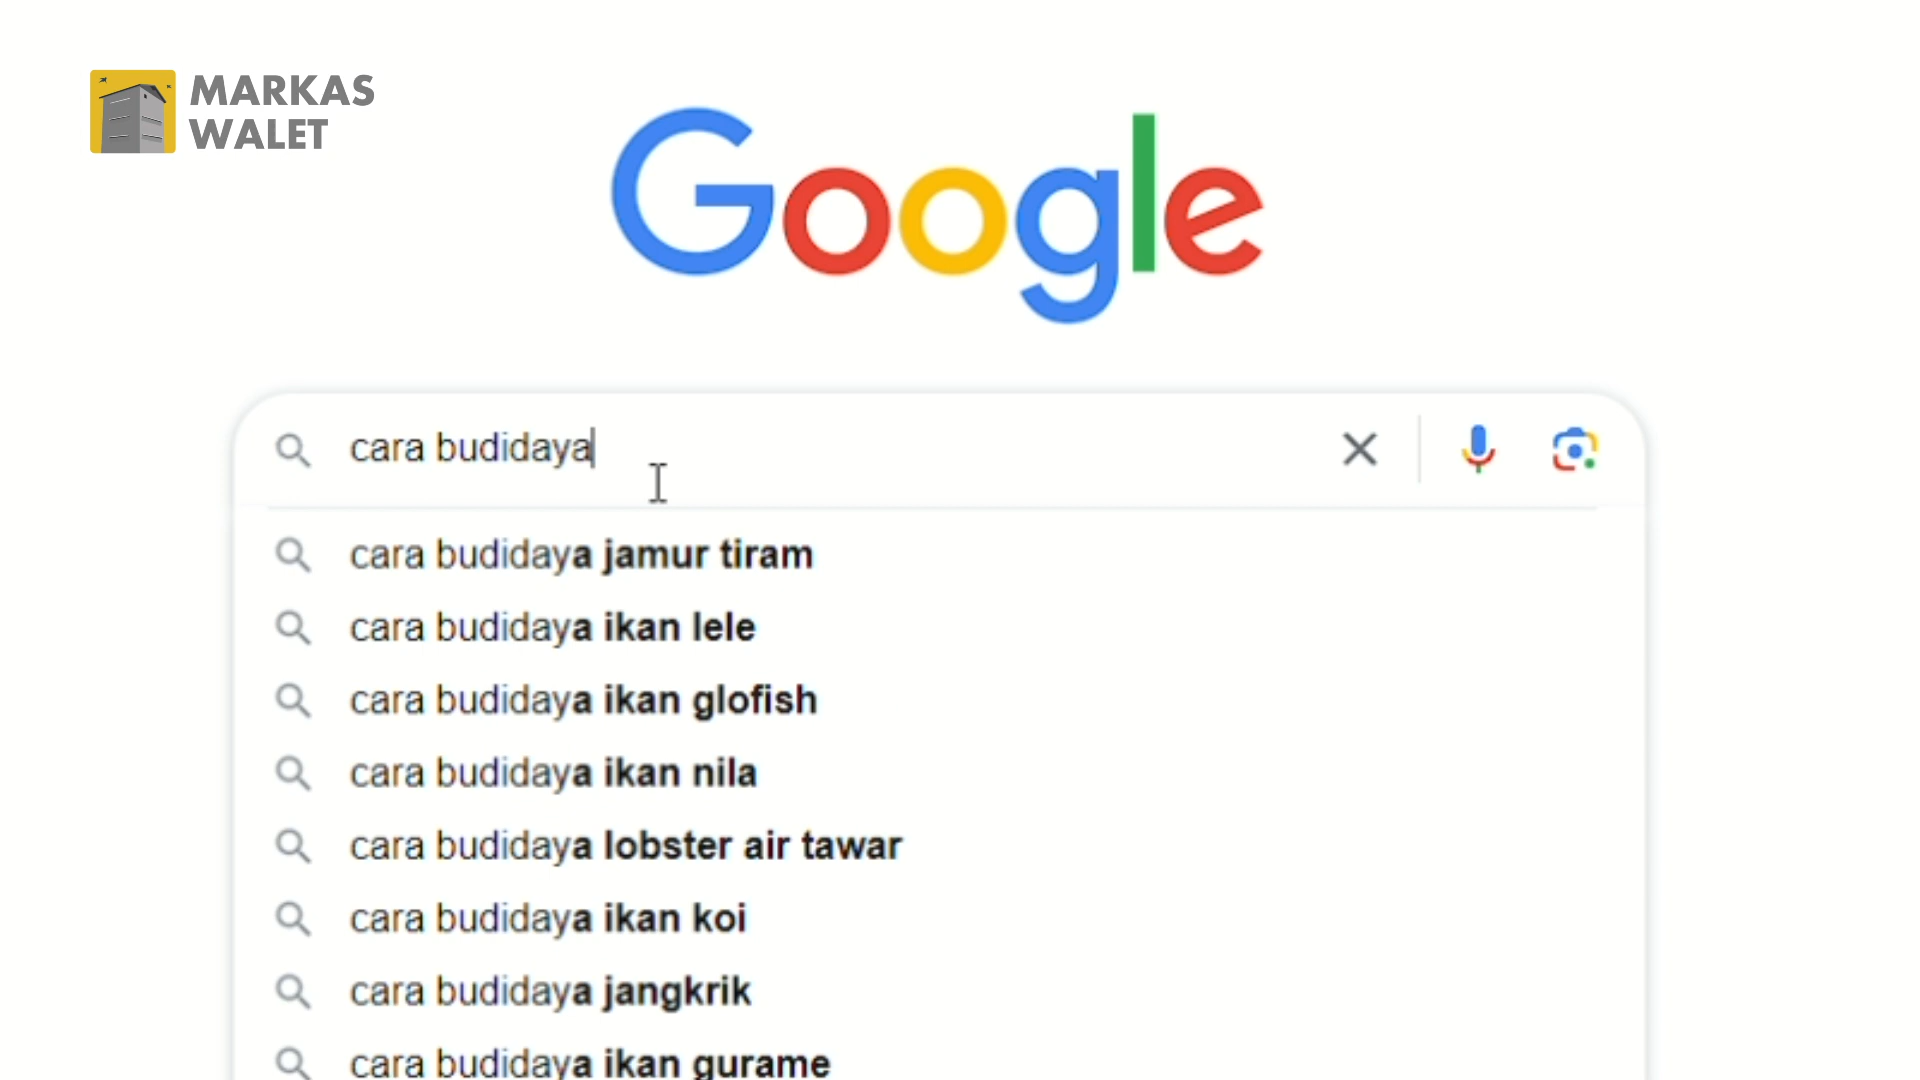 MARKAS
WALET
Google
cara budidaya
cara budidaya jamur tiram
cara budidaya ikan lele
cara budidaya ikan glofish
cara budidaya ikan nila
cara budidaya lobster air tawar
cara budidaya ikan koi
cara budidaya jangkrik
cara budidaya ikan gurame